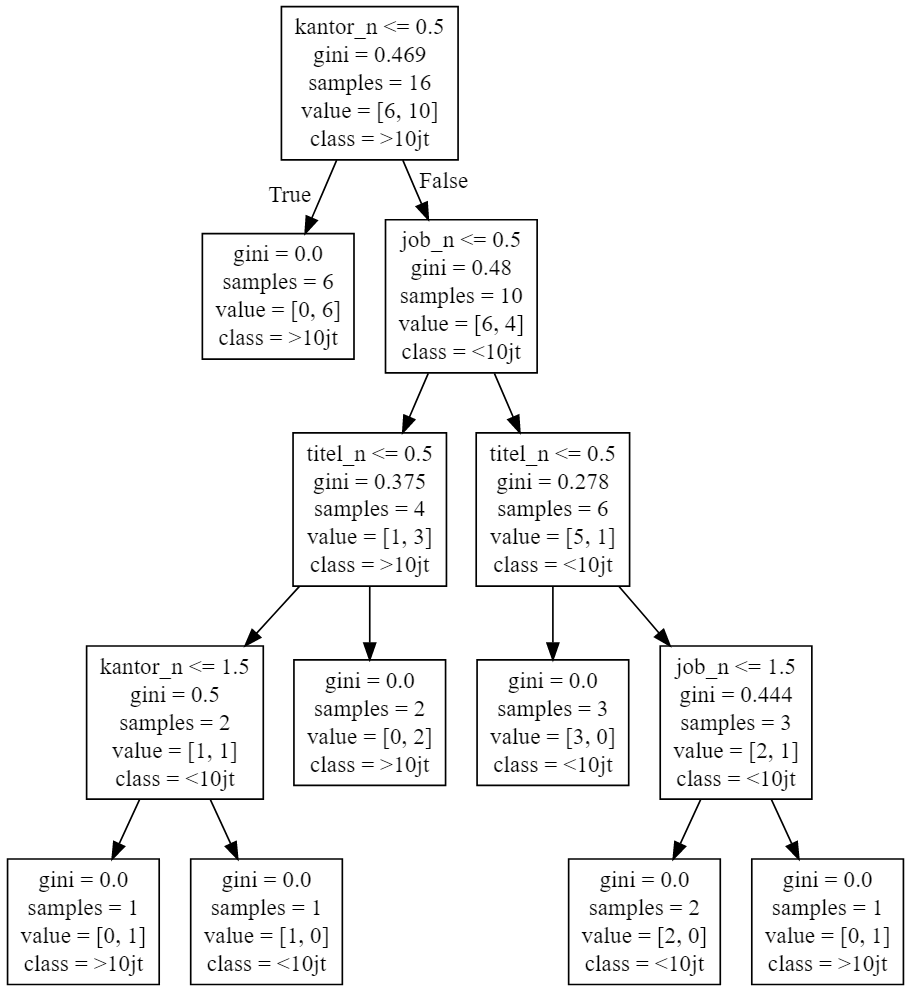 kantor_n <= 0.5
gini = 0.469
samples = 16
value = [6, 10]
class = >10jt
True
False
gini = 0.0
samples = 6
value = [0, 6]
class = >10jt
job_n <= 0.5
gini = 0.48
samples = 10
value = [6, 4]
class = <10jt
titel_n <= 0.5
gini = 0.375
samples = 4
value = [1, 3]
class = >10jt
titel_n <= 0.5
gini = 0.278
samples = 6
value = [5, 1]
class = <10jt
kantor_n <= 1.5
gini = 0.5
samples = 2
value = [1, 1]
class = <10jt
gini = 0.0
samples = 2
value = [0, 2]
class = >10jt
gini = 0.0
samples = 3
value = [3, 0]
class = <10jt
job_n <= 1.5
gini = 0.444
samples = 3
value = [2, 1]
class = <10jt
gini = 0.0
samples = 1
value = [0, 1]
class = >10jt
gini = 0.0
samples = 1
value = [1, 0]
class = <10jt
gini = 0.0
samples = 2
value = [2, 0]
class = <10jt
gini = 0.0
samples = 1
value = [0, 1]
class = >10jt